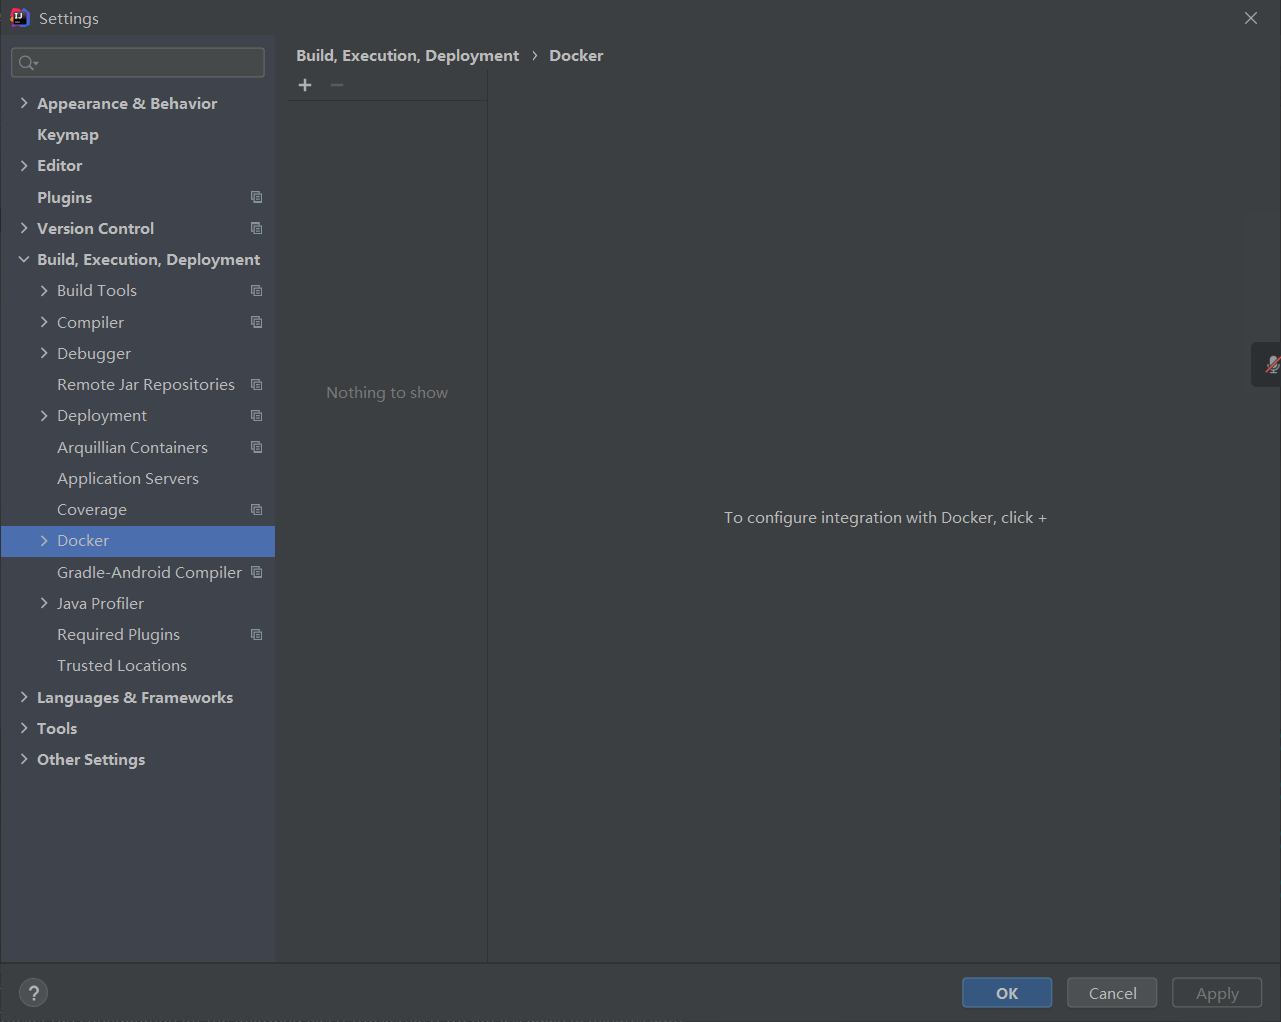 Settings
Build, Execution, Deployment › Docker
Appearance & Behavior
Keymap
Editor
Plugins
Version Control
Build, Execution, Deployment
Build Tools
Compiler
Debugger
Remote Jar Repositories
Deployment
Arquillian Containers
Application Servers
Coverage
Docker
Gradle-Android Compiler
Java Profiler
Required Plugins
Trusted Locations
Languages & Frameworks
Tools
Other Settings
Nothing to show
To configure integration with Docker, click +
?
OK
Cancel
Apply